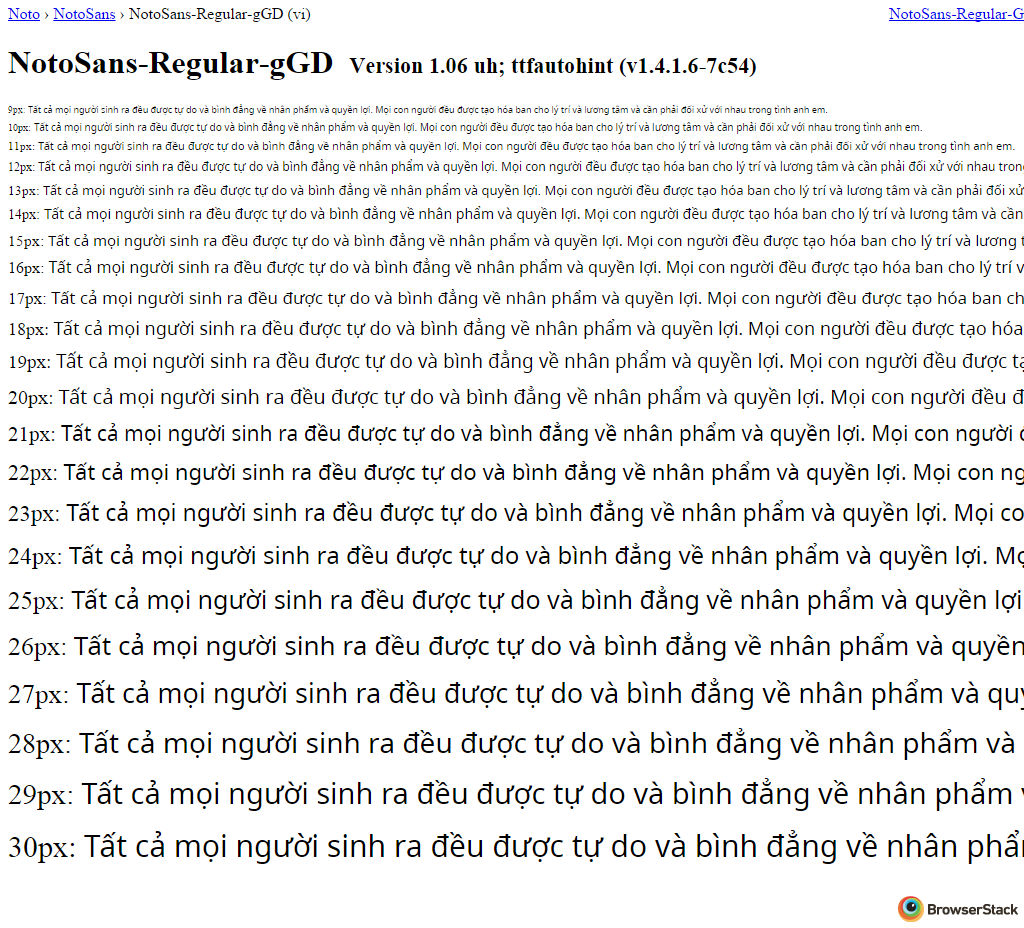 Noto › NotoSans › NotoSans-Regular-gGD (vi) NotoSans-Regular-G
NotoSans-Regular-gGD Version 1.06 uh; ttfautohint (v1.4.1.6-7c54)
9px: Tất cả mọi người sinh ra đều được tự do và bình đẳng về nhân phẩm và quyền lợi. Mọi con người đều được tạo hóa ban cho lý trí và lương tâm và cần phải đối xử với nhau trong tình anh em.
10px: Tất cả mọi người sinh ra đều được tự do và bình đẳng về nhân phẩm và quyền lợi. Mọi con người đều được tạo hóa ban cho lý trí và lương tâm và cần phải đối xử với nhau trong tình anh em.
11px: Tất cả mọi người sinh ra đều được tự do và bình đẳng về nhân phẩm và quyền lợi. Mọi con người đều được tạo hóa ban cho lý trí và lương tâm và cần phải đối xử với nhau trong tình anh em.
12px: Tất cả mọi người sinh ra đều được tự do và bình đẳng về nhân phẩm và quyền lợi. Mọi con người đều được tạo hóa ban cho lý trí và lương tâm và cần phải đối xử với nhau tron
13px: Tất cả mọi người sinh ra đều được tự do và bình đẳng về nhân phẩm và quyền lợi. Mọi con người đều được tạo hóa ban cho lý trí và lương tâm và cần phải đối xử
14px: Tất cả mọi người sinh ra đều được tự do và bình đẳng về nhân phẩm và quyền lợi. Mọi con người đều được tạo hóa ban cho lý trí và lương tâm và cần
15px: Tất cả mọi người sinh ra đều được tự do và bình đẳng về nhân phẩm và quyền lợi. Mọi con người đều được tạo hóa ban cho lý trí và lương
16px: Tất cả mọi người sinh ra đều được tự do và bình đẳng về nhân phẩm và quyền lợi. Mọi con người đều được tạo hóa ban cho lý trí v
17px: Tất cả mọi người sinh ra đều được tự do và bình đẳng về nhân phẩm và quyền lợi. Mọi con người đều được tạo hóa ban ch
18px: Tất cả mọi người sinh ra đều được tự do và bình đẳng về nhân phẩm và quyền lợi. Mọi con người đều được tạo hóa
19px: Tất cả mọi người sinh ra đều được tự do và bình đẳng về nhân phẩm và quyền lợi. Mọi con người đều được tạ
20px: Tất cả mọi người sinh ra đều được tự do và bình đẳng về nhân phẩm và quyền lợi. Mọi con người đều đ
21px: Tất cả mọi người sinh ra đều được tự do và bình đẳng về nhân phẩm và quyền lợi. Mọi con người
22px: Tất cả mọi người sinh ra đều được tự do và bình đẳng về nhân phẩm và quyền lợi. Mọi con ng
23px: Tất cả mọi người sinh ra đều được tự do và bình đẳng về nhân phẩm và quyền lợi. Mọi co
24px: Tất cả mọi người sinh ra đều được tự do và bình đẳng về nhân phẩm và quyền lợi. Mọ
25px: Tất cả mọi người sinh ra đều được tự do và bình đẳng về nhân phẩm và quyền lợi
26px: Tất cả mọi người sinh ra đều được tự do và bình đẳng về nhân phẩm và quyền
27px: Tất cả mọi người sinh ra đều được tự do và bình đẳng về nhân phẩm và quy
28px: Tất cả mọi người sinh ra đều được tự do và bình đẳng về nhân phẩm và
29px: Tất cả mọi người sinh ra đều được tự do và bình đẳng về nhân phẩm v
30px: Tất cả mọi người sinh ra đều được tự do và bình đẳng về nhân phẩ
BrowserStack